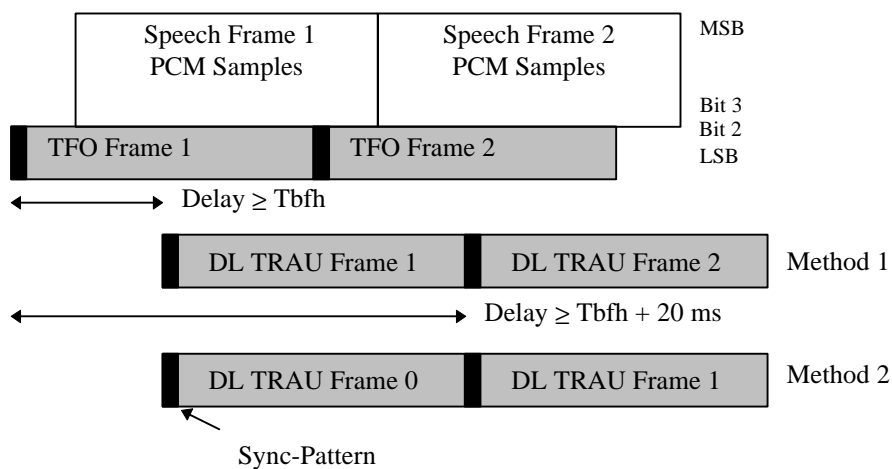 Speech Frame 1
PCM Samples
Speech Frame 2
PCM Samples
MSB
Bit 3
Bit 2
LSB
TFO Frame 1
TFO Frame 2
Delay ≥ Tbfh
DL TRAU Frame 1
DL TRAU Frame 2
Method 1
Delay ≥ Tbfh + 20 ms
DL TRAU Frame 0
DL TRAU Frame 1
Method 2
Sync-Pattern